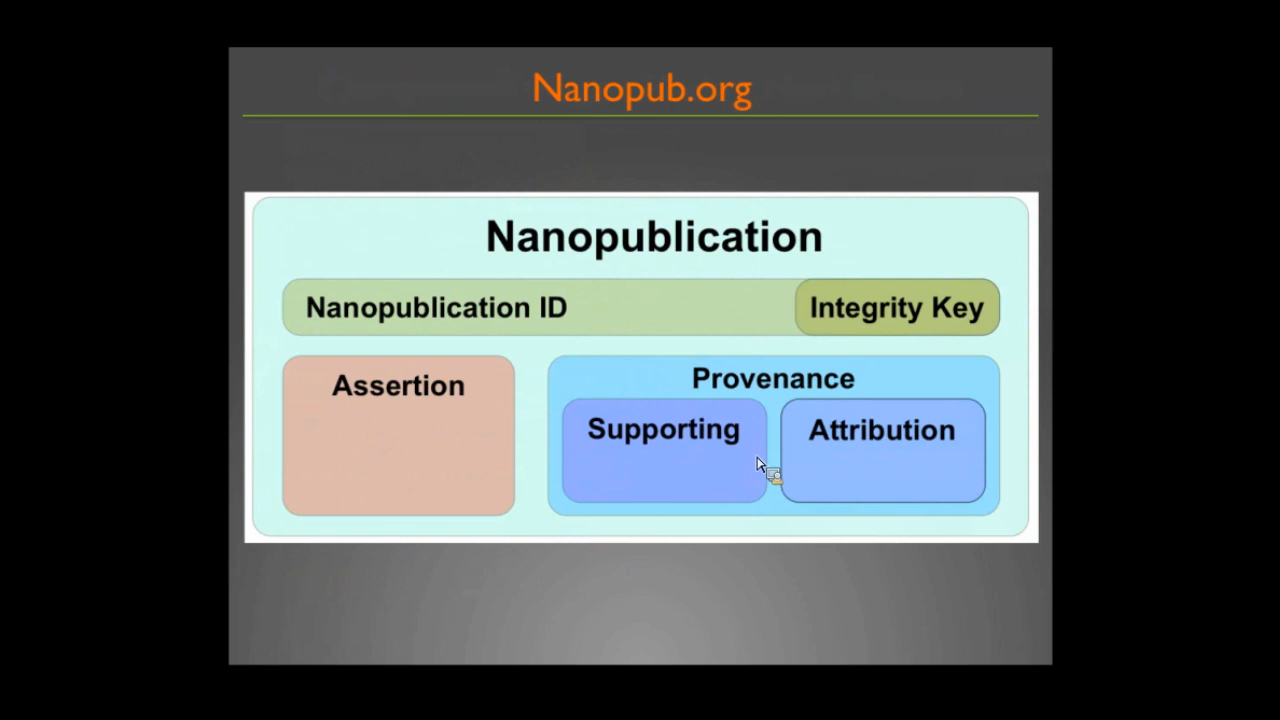 Nanopub.org
Nanopublication
Nanopublication ID
Integrity Key
Assertion
Provenance
Supporting
Attribution